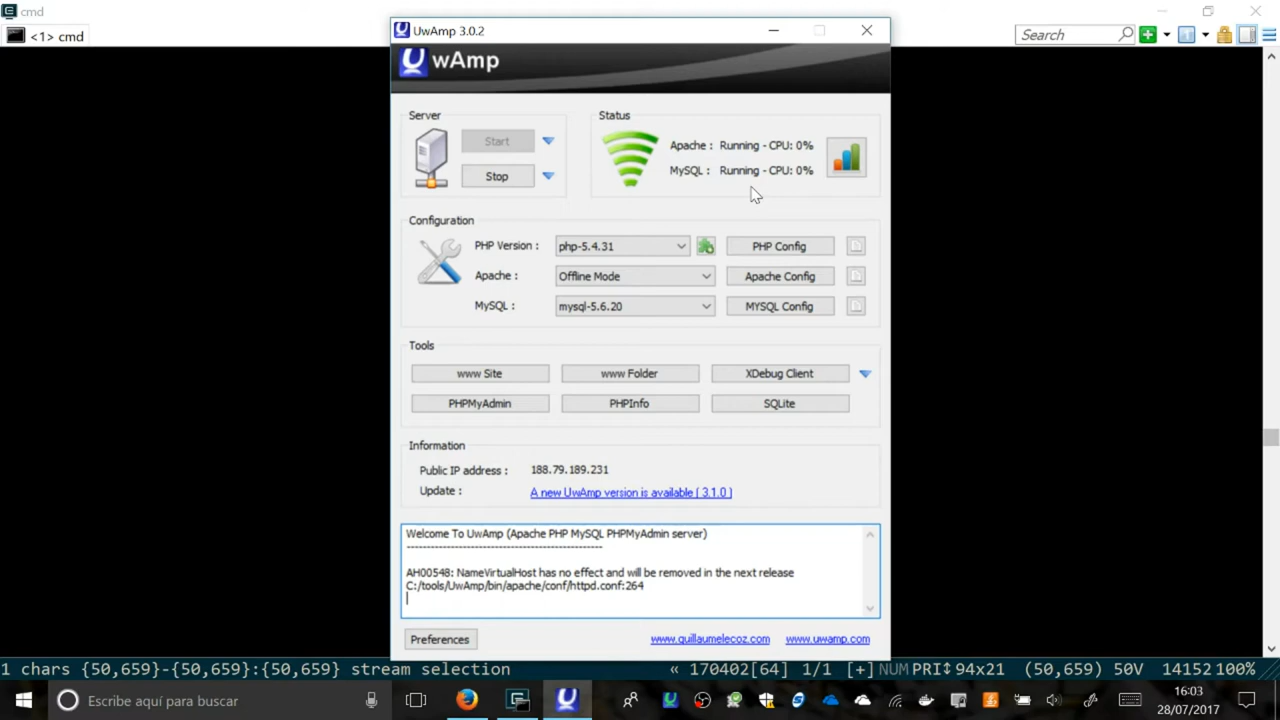 cmd
<1> cmd
Search
UwAmp 3.0.2
wAmp
Server
Start
Stop
Status
Apache : Running - CPU: 0%
MySQL : Running - CPU: 0%
Configuration
PHP Version : php-5.4.31 PHP Config
Apache : Offline Mode Apache Config
MySQL : mysql-5.6.20 MYSQL Config
Tools
www Site www Folder XDebug Client
PHPMyAdmin PHPInfo SQLite
Information
Public IP address : 188.79.189.231
Update : A new UwAmp version is available ( 3.1.0 )
Welcome To UwAmp (Apache PHP MySQL PHPMyAdmin server)
------------------------------------------------
AH00548: NameVirtualHost has no effect and will be removed in the next release
C:/tools/UwAmp/bin/apache/conf/httpd.conf:264
Preferences www.guillaumelecoz.com www.uwamp.com
1 chars {50,659}-{50,659}:{50,659} stream selection « 170402[64] 1/1 [+] NUM PRI↕ 94x21 (50,659) 50V 14152 100%
Escribe aquí para buscar
16:03
28/07/2017